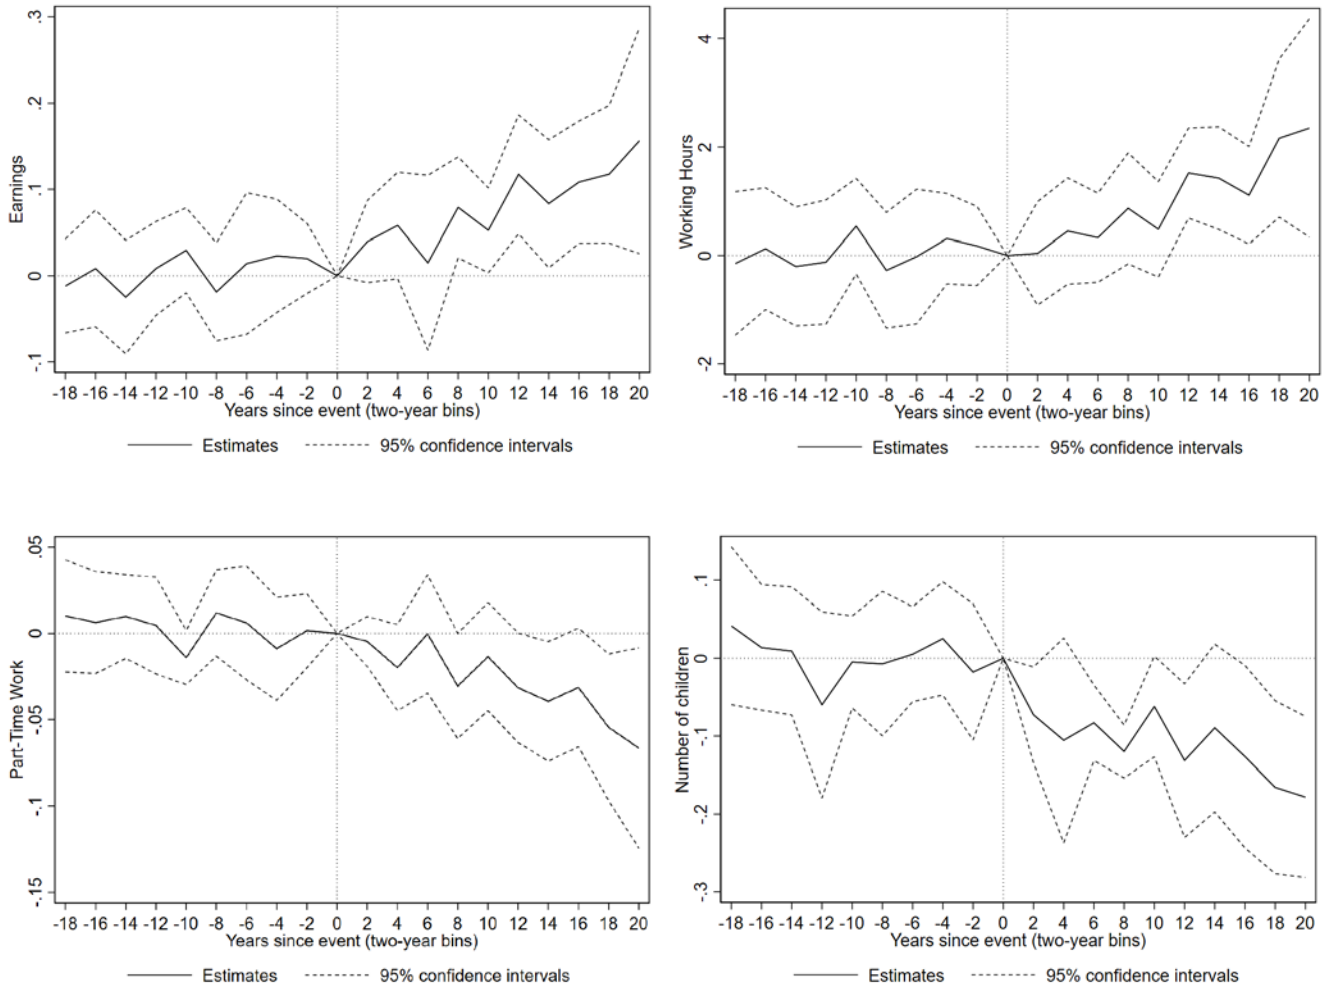 Earnings
.3
.2
.1
0
-.1
-18 -16 -14 -12 -10 -8 -6 -4 -2 0 2 4 6 8 10 12 14 16 18 20
Years since event (two-year bins)
Estimates 95% confidence intervals
Working Hours
4
2
0
-2
-18 -16 -14 -12 -10 -8 -6 -4 -2 0 2 4 6 8 10 12 14 16 18 20
Years since event (two-year bins)
Estimates 95% confidence intervals
Part-Time Work
.05
0
-.05
-.1
-.15
-18 -16 -14 -12 -10 -8 -6 -4 -2 0 2 4 6 8 10 12 14 16 18 20
Years since event (two-year bins)
Estimates 95% confidence intervals
Number of children
.1
0
-.1
-.2
-.3
-18 -16 -14 -12 -10 -8 -6 -4 -2 0 2 4 6 8 10 12 14 16 18 20
Years since event (two-year bins)
Estimates 95% confidence intervals